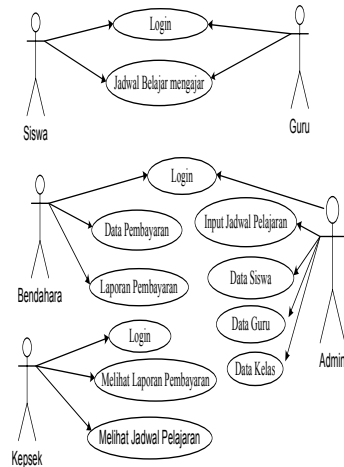 Login
Jadwal Belajar mengajar
Siswa
Guru
Login
Data Pembayaran
Input Jadwal Pelajaran
Laporan Pembayaran
Data Siswa
Bendahara
Data Guru
Login
Data Kelas
Admin
Melihat Laporan Pembayaran
Melihat Jadwal Pelajaran
Kepsek